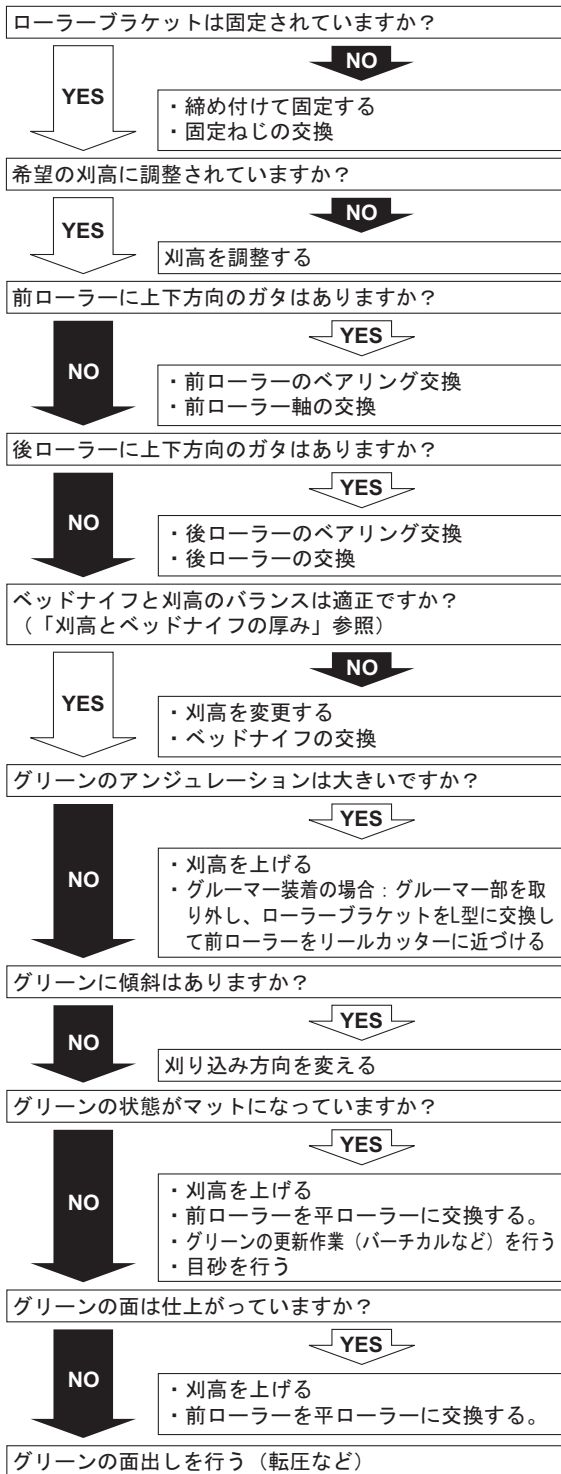 ローラーブラケットは固定されていますか？
NO
YES
・締め付けて固定する
・固定ねじの交換
希望の刈高に調整されていますか？
NO
YES
刈高を調整する
前ローラーに上下方向のガタはありますか？
YES
NO
・前ローラーのベアリング交換
・前ローラー軸の交換
後ローラーに上下方向のガタはありますか？
YES
NO
・後ローラーのベアリング交換
・後ローラーの交換
ベッドナイフと刈高のバランスは適正ですか？
（「刈高とベッドナイフの厚み」参照）
NO
YES
・刈高を変更する
・ベッドナイフの交換
グリーンのアンジュレーションは大きいですか？
YES
NO
・刈高を上げる
・グルーマー装着の場合：グルーマー部を取
り外し、ローラーブラケットをL型に交換し
て前ローラーをリールカッターに近づける
グリーンに傾斜はありますか？
YES
NO
刈り込み方向を変える
グリーンの状態がマットになっていますか？
YES
NO
・刈高を上げる
・前ローラーを平ローラーに交換する。
・グリーンの更新作業（バーチカルなど）を行う
・目砂を行う
グリーンの面は仕上がっていますか？
YES
NO
・刈高を上げる
・前ローラーを平ローラーに交換する。
グリーンの面出しを行う（転圧など）